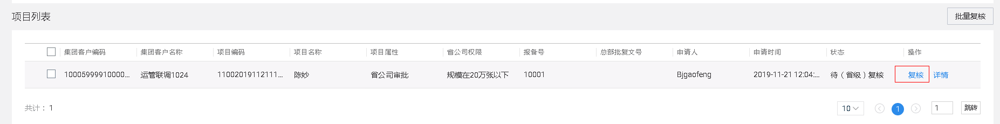 项目列表
批量复核
集团客户编码 集团客户名称 项目编码 项目名称 项目属性 省公司权限 报备号 总部批复文号 申请人 申请时间 状态 操作
10005999910000... 运管联调1024 11002019112111... 陈妙 省公司审批 规模在20万张以下 10001 Bjgaofeng 2019-11-21 12:04:... 待（省级）复核 复核 详情
共计： 1
10 1 1 跳转